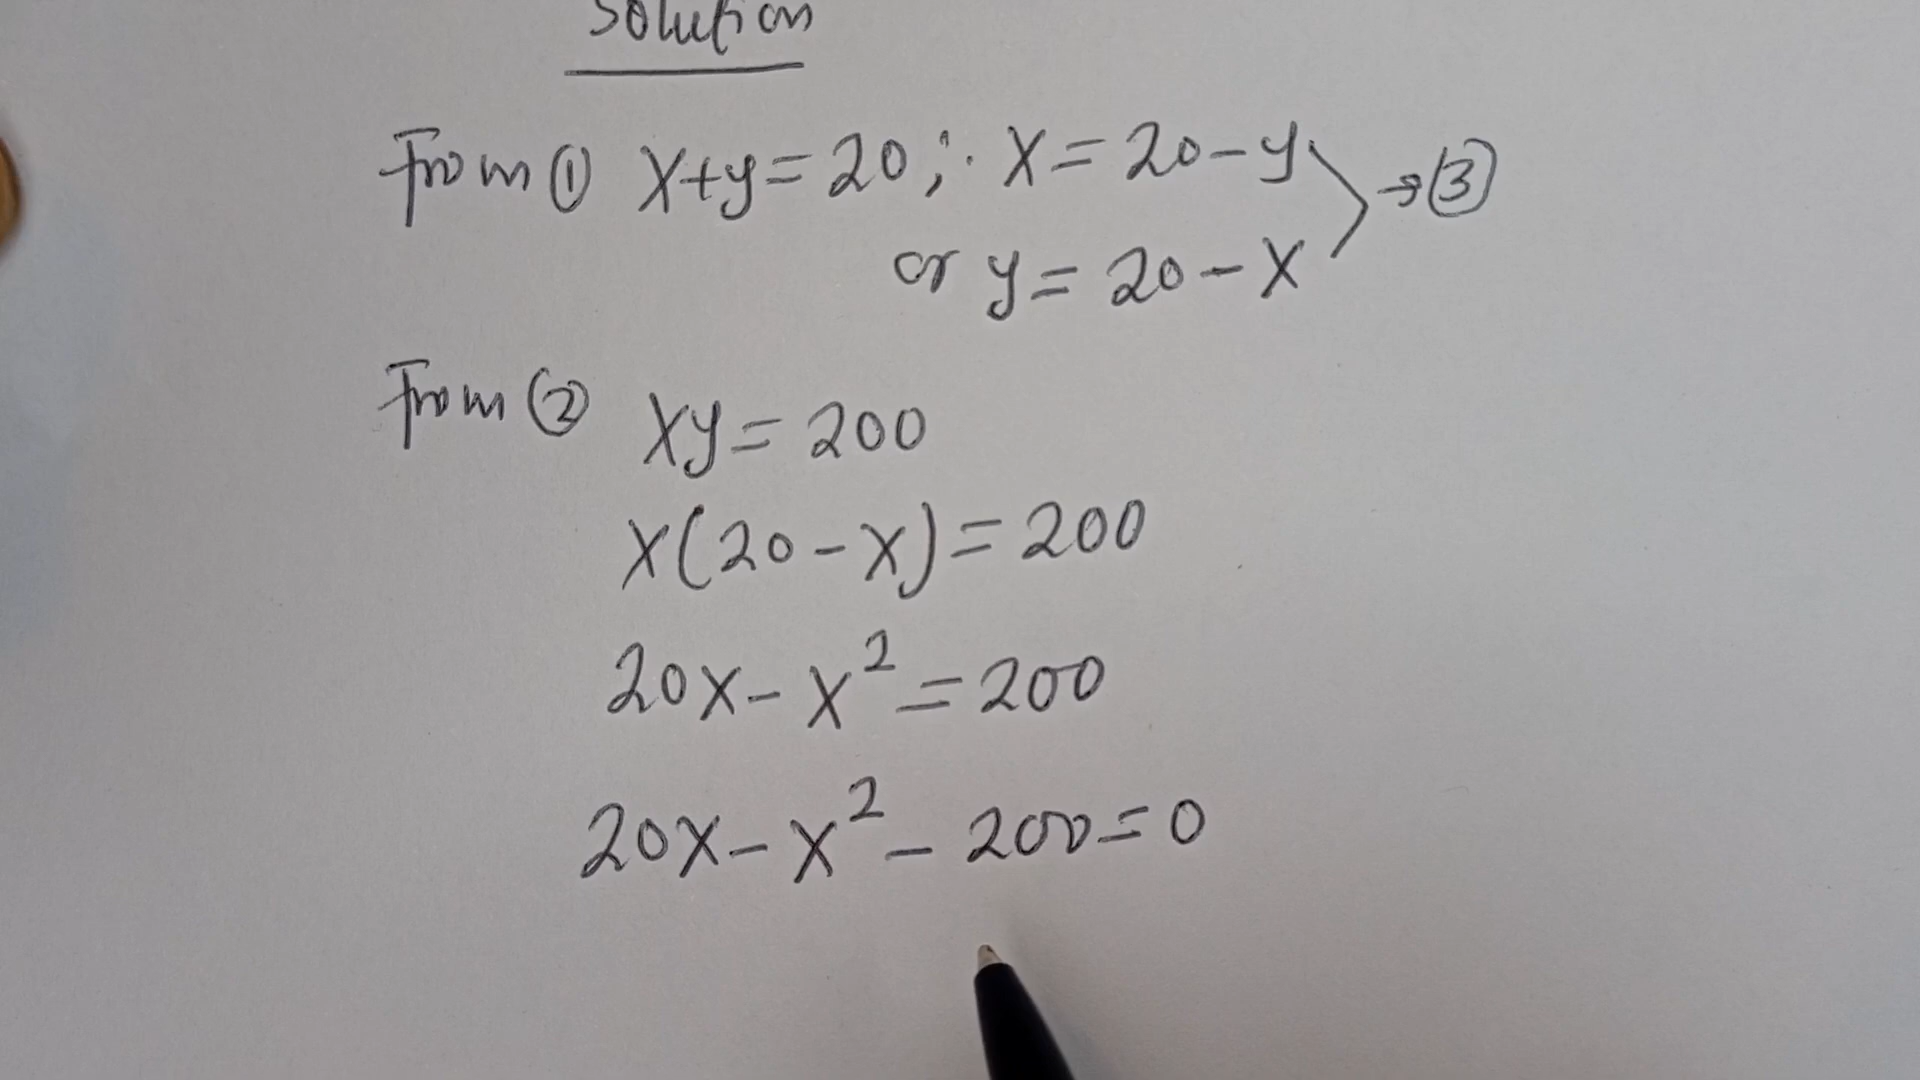 Solution
From ① x+y=20; ∴ x=20-y →③
or y=20-x
From ② xy=200
x(20-x)=200
20x-x²=200
20x-x²-200=0